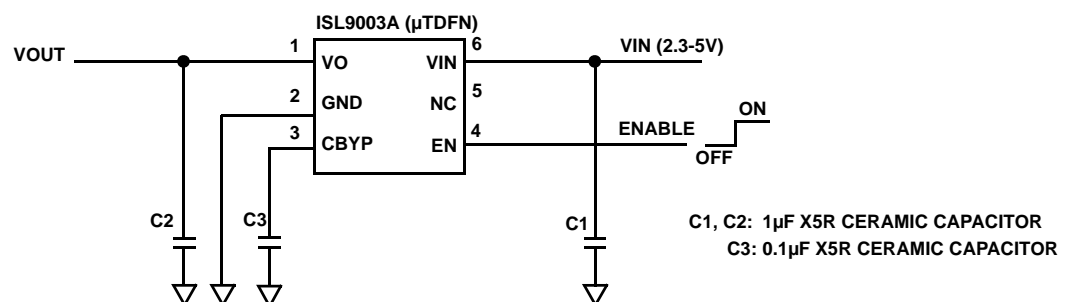 ISL9003A (µTDFN)
VOUT
1
VO
VIN
6
VIN (2.3-5V)
2
GND
NC
5
3
CBYP
EN
4
ENABLE
ON
OFF
C2
C3
C1
C1, C2: 1µF X5R CERAMIC CAPACITOR
C3: 0.1µF X5R CERAMIC CAPACITOR